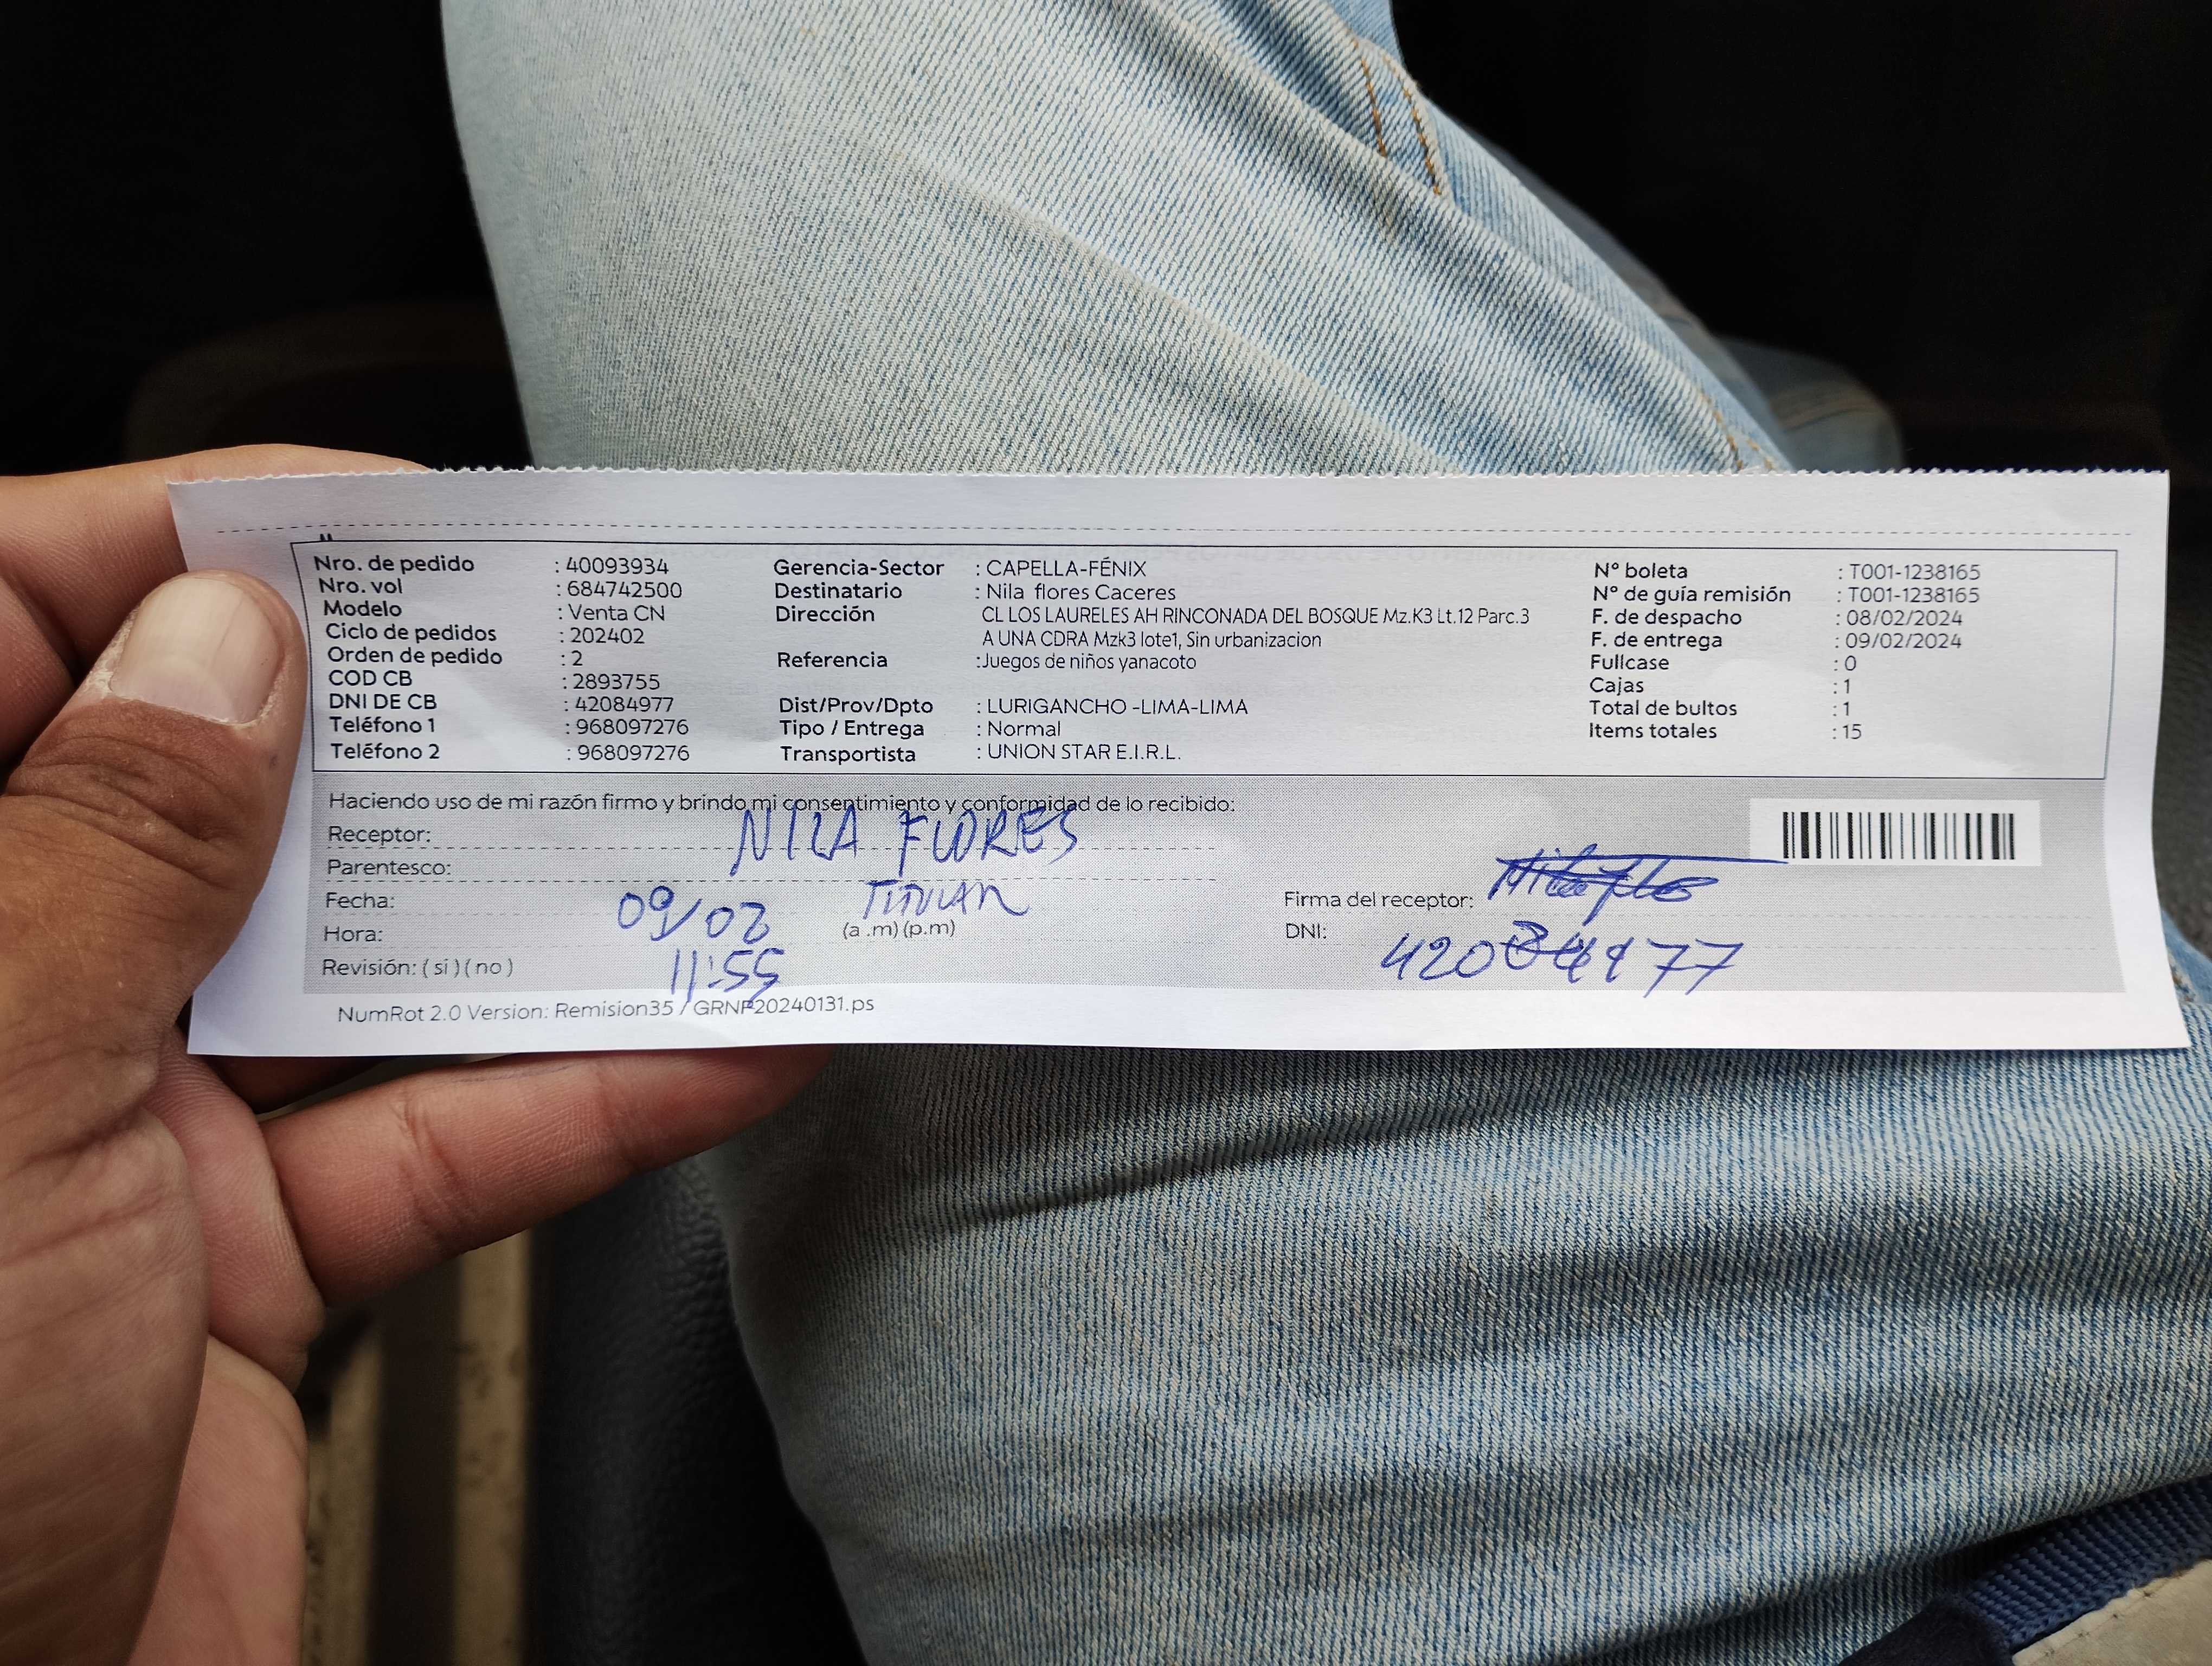 Nro. de pedido : 40093934 Gerencia-Sector : CAPELLA-FÉNIX Nº boleta : T001-1238165
Nro. vol : 684742500 Destinatario : Nila flores Caceres Nº de guía remisión : T001-1238165
Modelo : Venta CN Dirección CL LOS LAURELES AH RINCONADA DEL BOSQUE Mz.K3 Lt.12 Parc.3 F. de despacho : 08/02/2024
Ciclo de pedidos : 202402 A UNA CDRA Mzk3 lote1, Sin urbanizacion F. de entrega : 09/02/2024
Orden de pedido : 2 Referencia :Juegos de niños yanacoto Fullcase : 0
COD CB : 2893755 Cajas : 1
DNI DE CB : 42084977 Dist/Prov/Dpto : LURIGANCHO -LIMA-LIMA Total de bultos : 1
Teléfono 1 : 968097276 Tipo / Entrega : Normal Items totales : 15
Teléfono 2 : 968097276 Transportista : UNION STAR E.I.R.L.
Haciendo uso de mi razón firmo y brindo mi consentimiento y conformidad de lo recibido:
Receptor: NILA FLORES
Parentesco: TITULAR
Fecha: 09/02 Firma del receptor:
Hora: 11:55 (a .m) (p.m) DNI:
Revisión: ( si ) ( no )
NumRot 2.0 Version: Remision35 / GRNP20240131.ps